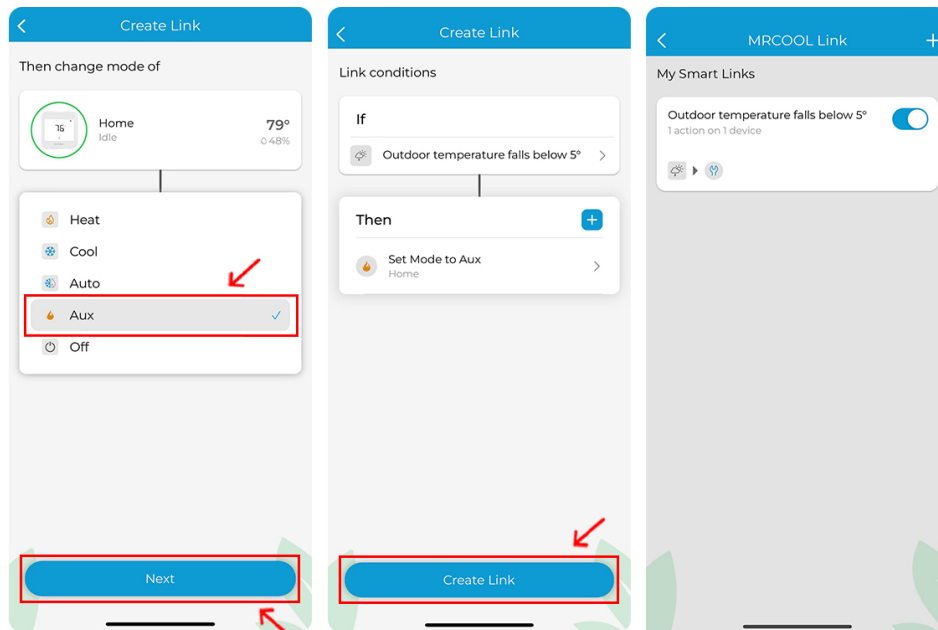 Create Link
Then change mode of
76
Home
Idle
79°
48%
Heat
Cool
Auto
Aux
Off
Next
Create Link
Link conditions
If
Outdoor temperature falls below 5°
Then
Set Mode to Aux
Home
Create Link
MRCOOL Link
My Smart Links
Outdoor temperature falls below 5°
1 action on 1 device